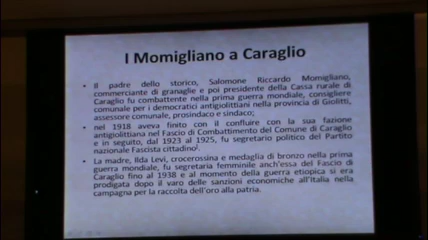 I Momigliano a Caraglio
• Il padre dello storico, Salomone Riccardo Momigliano,
commerciante di granaglie e poi presidente della Cassa rurale di
Caraglio fu combattente nella prima guerra mondiale, consigliere
comunale per i democratici antigiolittiani nella provincia di Giolitti,
assessore comunale, prosindaco e sindaco;
• nel 1918 aveva finito con il confluire con la sua fazione
antigiolittiana nel Fascio di Combattimento del Comune di Caraglio
e in seguito, dal 1923 al 1925, fu segretario politico del Partito
nazionale Fascista cittadino².
• La madre, Ilda Levi, crocerossina e medaglia di bronzo nella prima
guerra mondiale, fu segretaria femminile anch'essa del Fascio di
Caraglio fino al 1938 e al momento della guerra etiopica si era
prodigata dopo il varo delle sanzioni economiche all'Italia nella
campagna per la raccolta dell'oro alla patria.